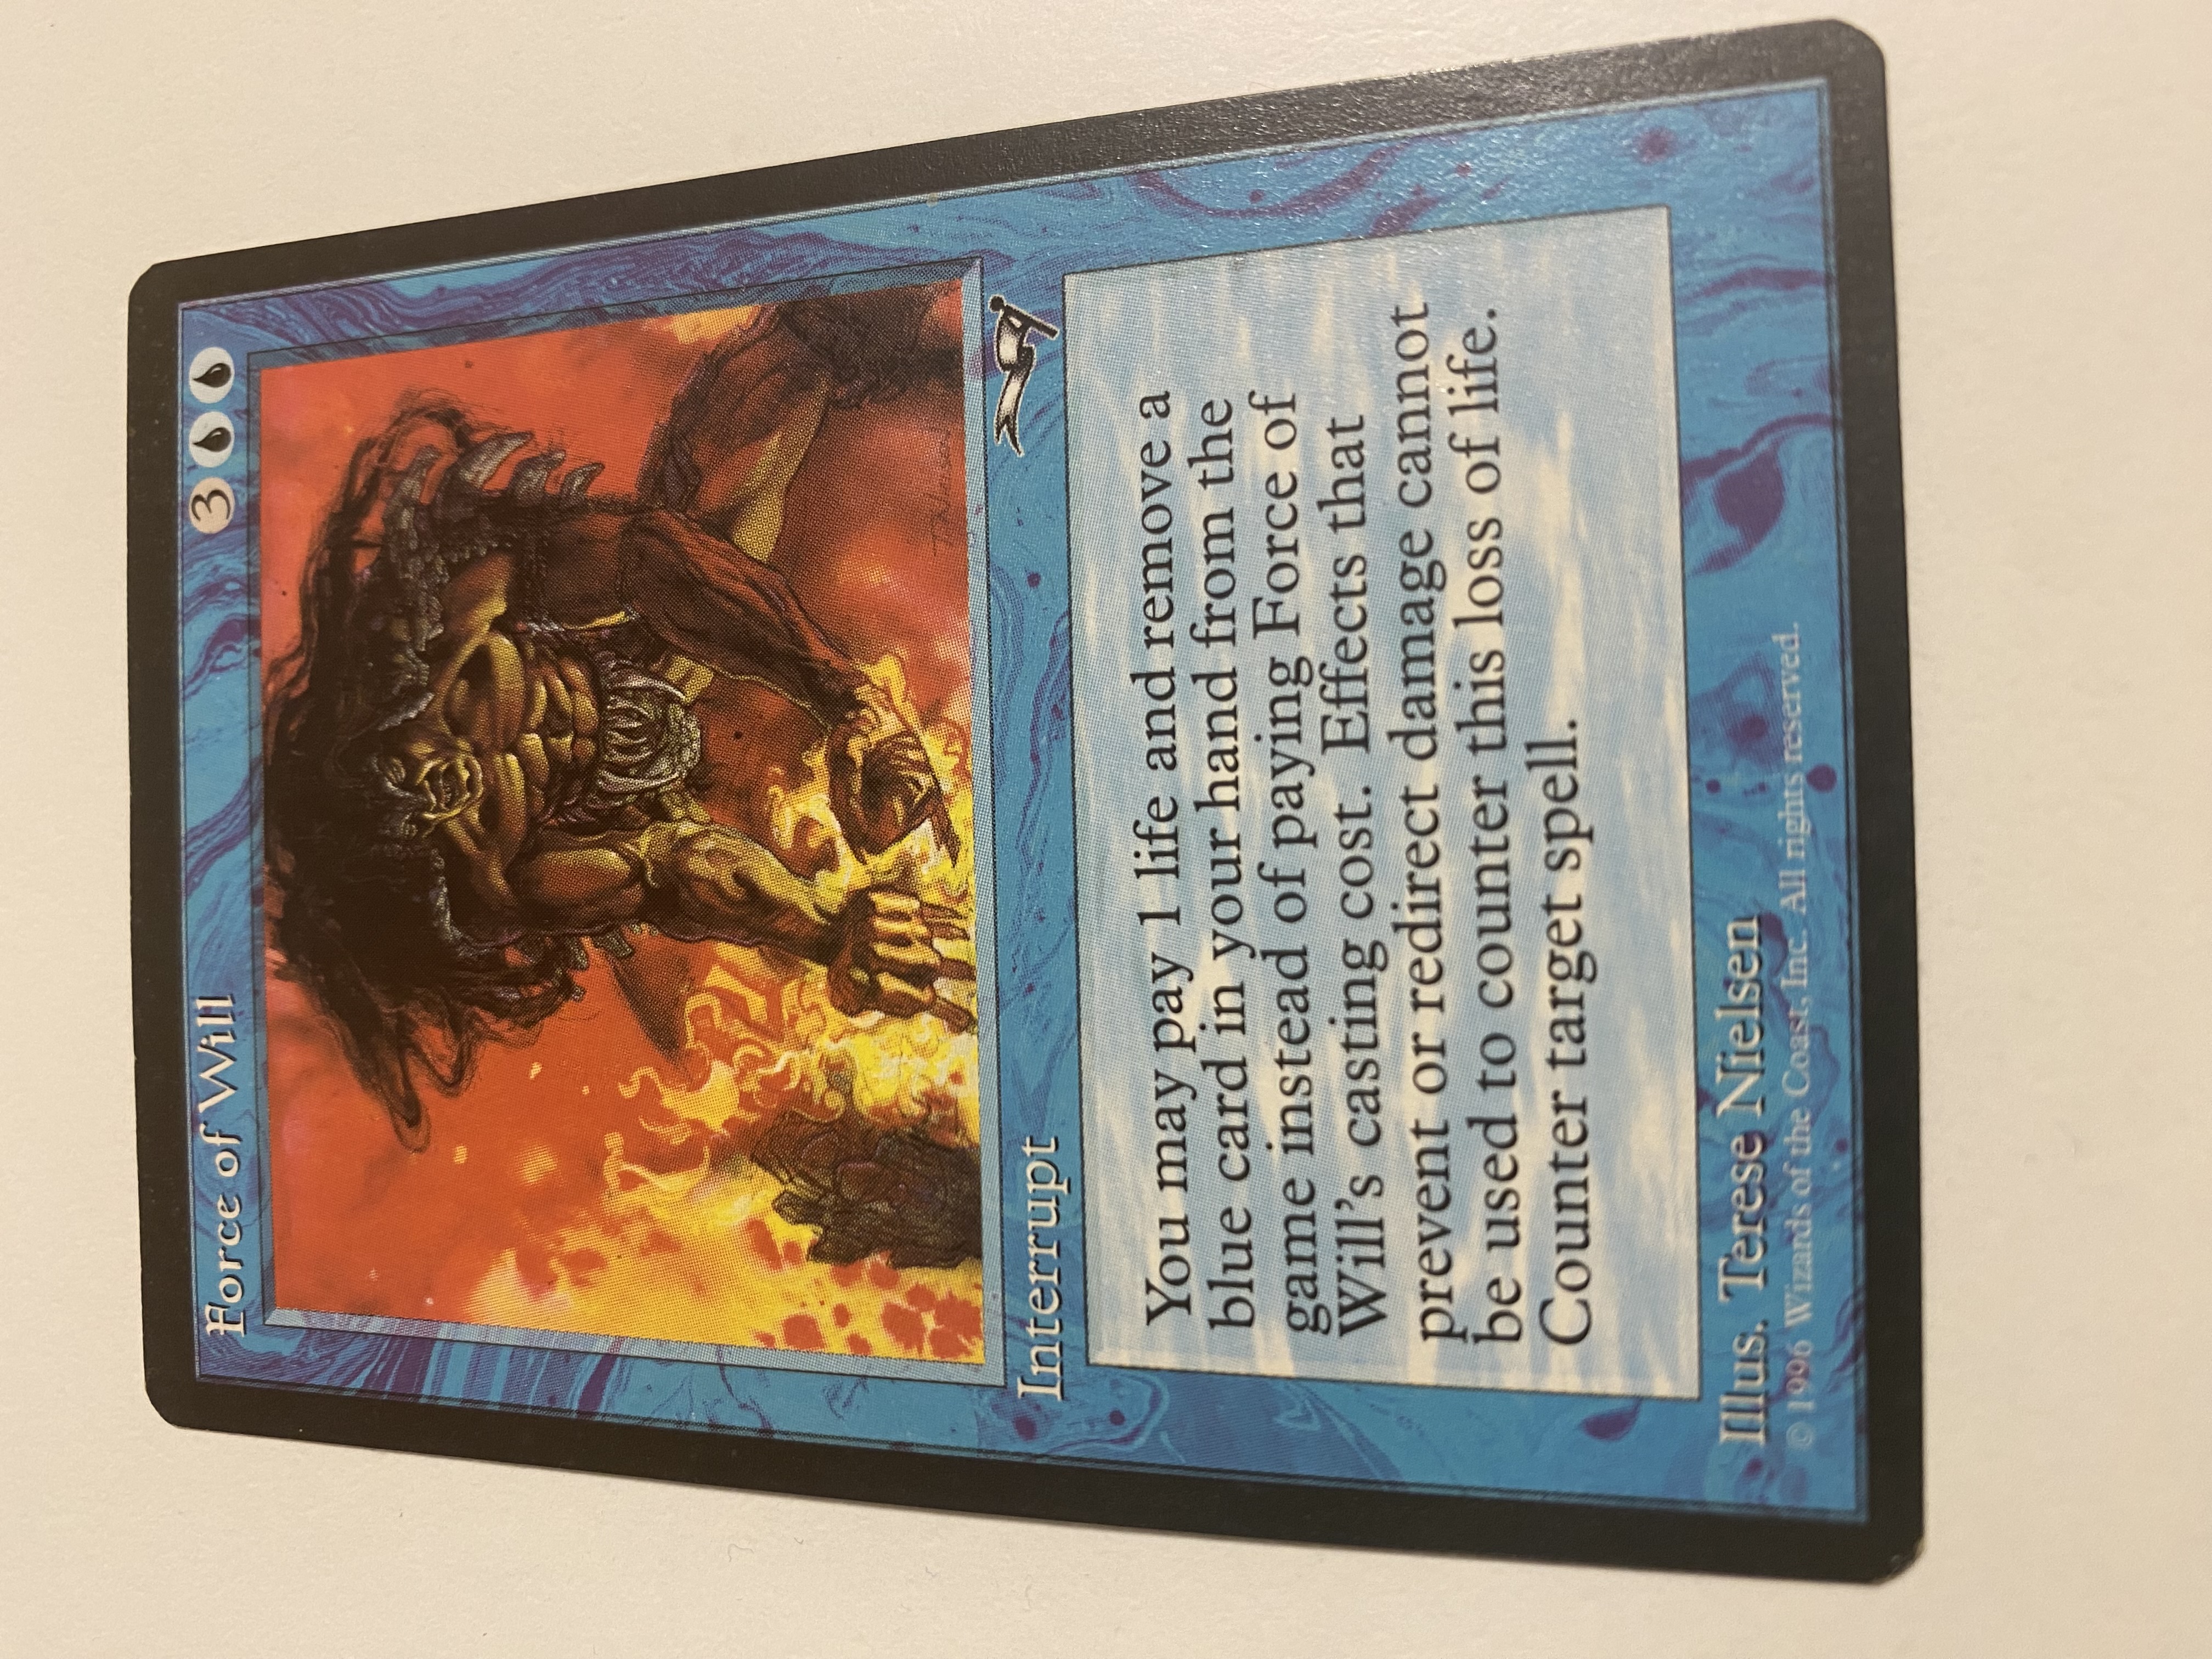 Force of Will 3
Interrupt
You may pay 1 life and remove a
blue card in your hand from the
game instead of paying Force of
Will's casting cost. Effects that
prevent or redirect damage cannot
be used to counter this loss of life.
Counter target spell.
Illus. Terese Nielsen
© 1996 Wizards of the Coast, Inc. All rights reserved.